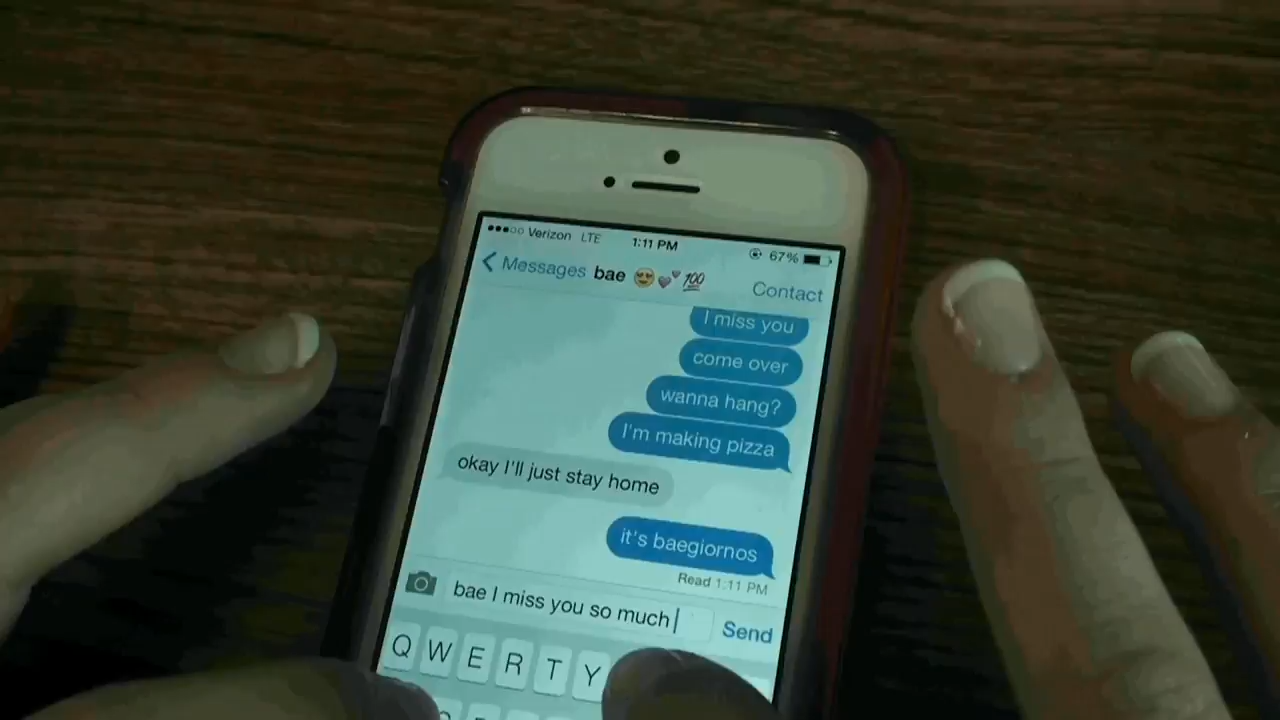 Verizon LTE 1:11 PM 67%
Messages bae 😍💕💯 Contact
I miss you
come over
wanna hang?
I'm making pizza
okay I'll just stay home
it's baegiornos
Read 1:11 PM
bae I miss you so much Send
Q W E R T Y